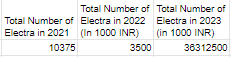 Total Number of Electra in 2021
Total Number of Electra in 2022 (In 1000 INR)
Total Number of Electra in 2023 (in 1000 INR)
10375 3500 36312500